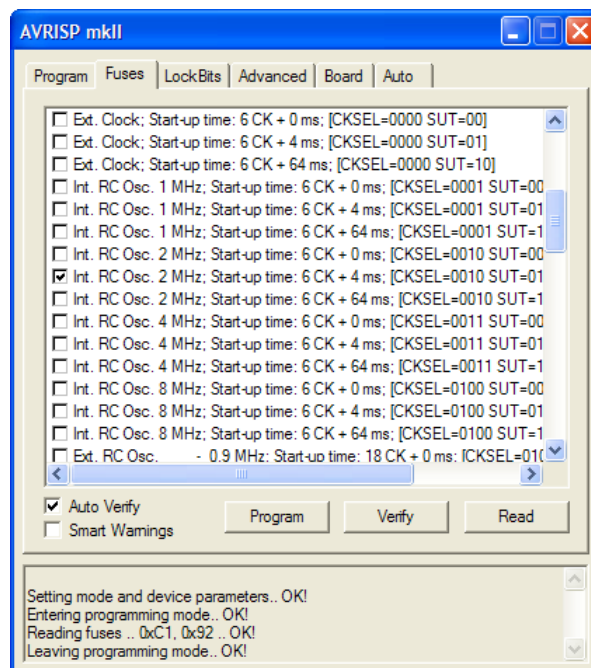 AVRISP mkII
Program Fuses LockBits Advanced Board Auto
Ext. Clock; Start-up time: 6 CK + 0 ms; [CKSEL=0000 SUT=00]
Ext. Clock; Start-up time: 6 CK + 4 ms; [CKSEL=0000 SUT=01]
Ext. Clock; Start-up time: 6 CK + 64 ms; [CKSEL=0000 SUT=10]
Int. RC Osc. 1 MHz; Start-up time: 6 CK + 0 ms; [CKSEL=0001 SUT=00
Int. RC Osc. 1 MHz; Start-up time: 6 CK + 4 ms; [CKSEL=0001 SUT=01
Int. RC Osc. 1 MHz; Start-up time: 6 CK + 64 ms; [CKSEL=0001 SUT=1
Int. RC Osc. 2 MHz; Start-up time: 6 CK + 0 ms; [CKSEL=0010 SUT=00
Int. RC Osc. 2 MHz; Start-up time: 6 CK + 4 ms; [CKSEL=0010 SUT=01
Int. RC Osc. 2 MHz; Start-up time: 6 CK + 64 ms; [CKSEL=0010 SUT=1
Int. RC Osc. 4 MHz; Start-up time: 6 CK + 0 ms; [CKSEL=0011 SUT=00
Int. RC Osc. 4 MHz; Start-up time: 6 CK + 4 ms; [CKSEL=0011 SUT=01
Int. RC Osc. 4 MHz; Start-up time: 6 CK + 64 ms; [CKSEL=0011 SUT=1
Int. RC Osc. 8 MHz; Start-up time: 6 CK + 0 ms; [CKSEL=0100 SUT=00
Int. RC Osc. 8 MHz; Start-up time: 6 CK + 4 ms; [CKSEL=0100 SUT=01
Int. RC Osc. 8 MHz; Start-up time: 6 CK + 64 ms; [CKSEL=0100 SUT=1
Ext. RC Osc. - 0.9 MHz; Start-up time: 18 CK + 0 ms; [CKSEL=010
Auto Verify
Smart Warnings
Program Verify Read
Setting mode and device parameters.. OK!
Entering programming mode.. OK!
Reading fuses .. 0xC1, 0x92 .. OK!
Leaving programming mode.. OK!